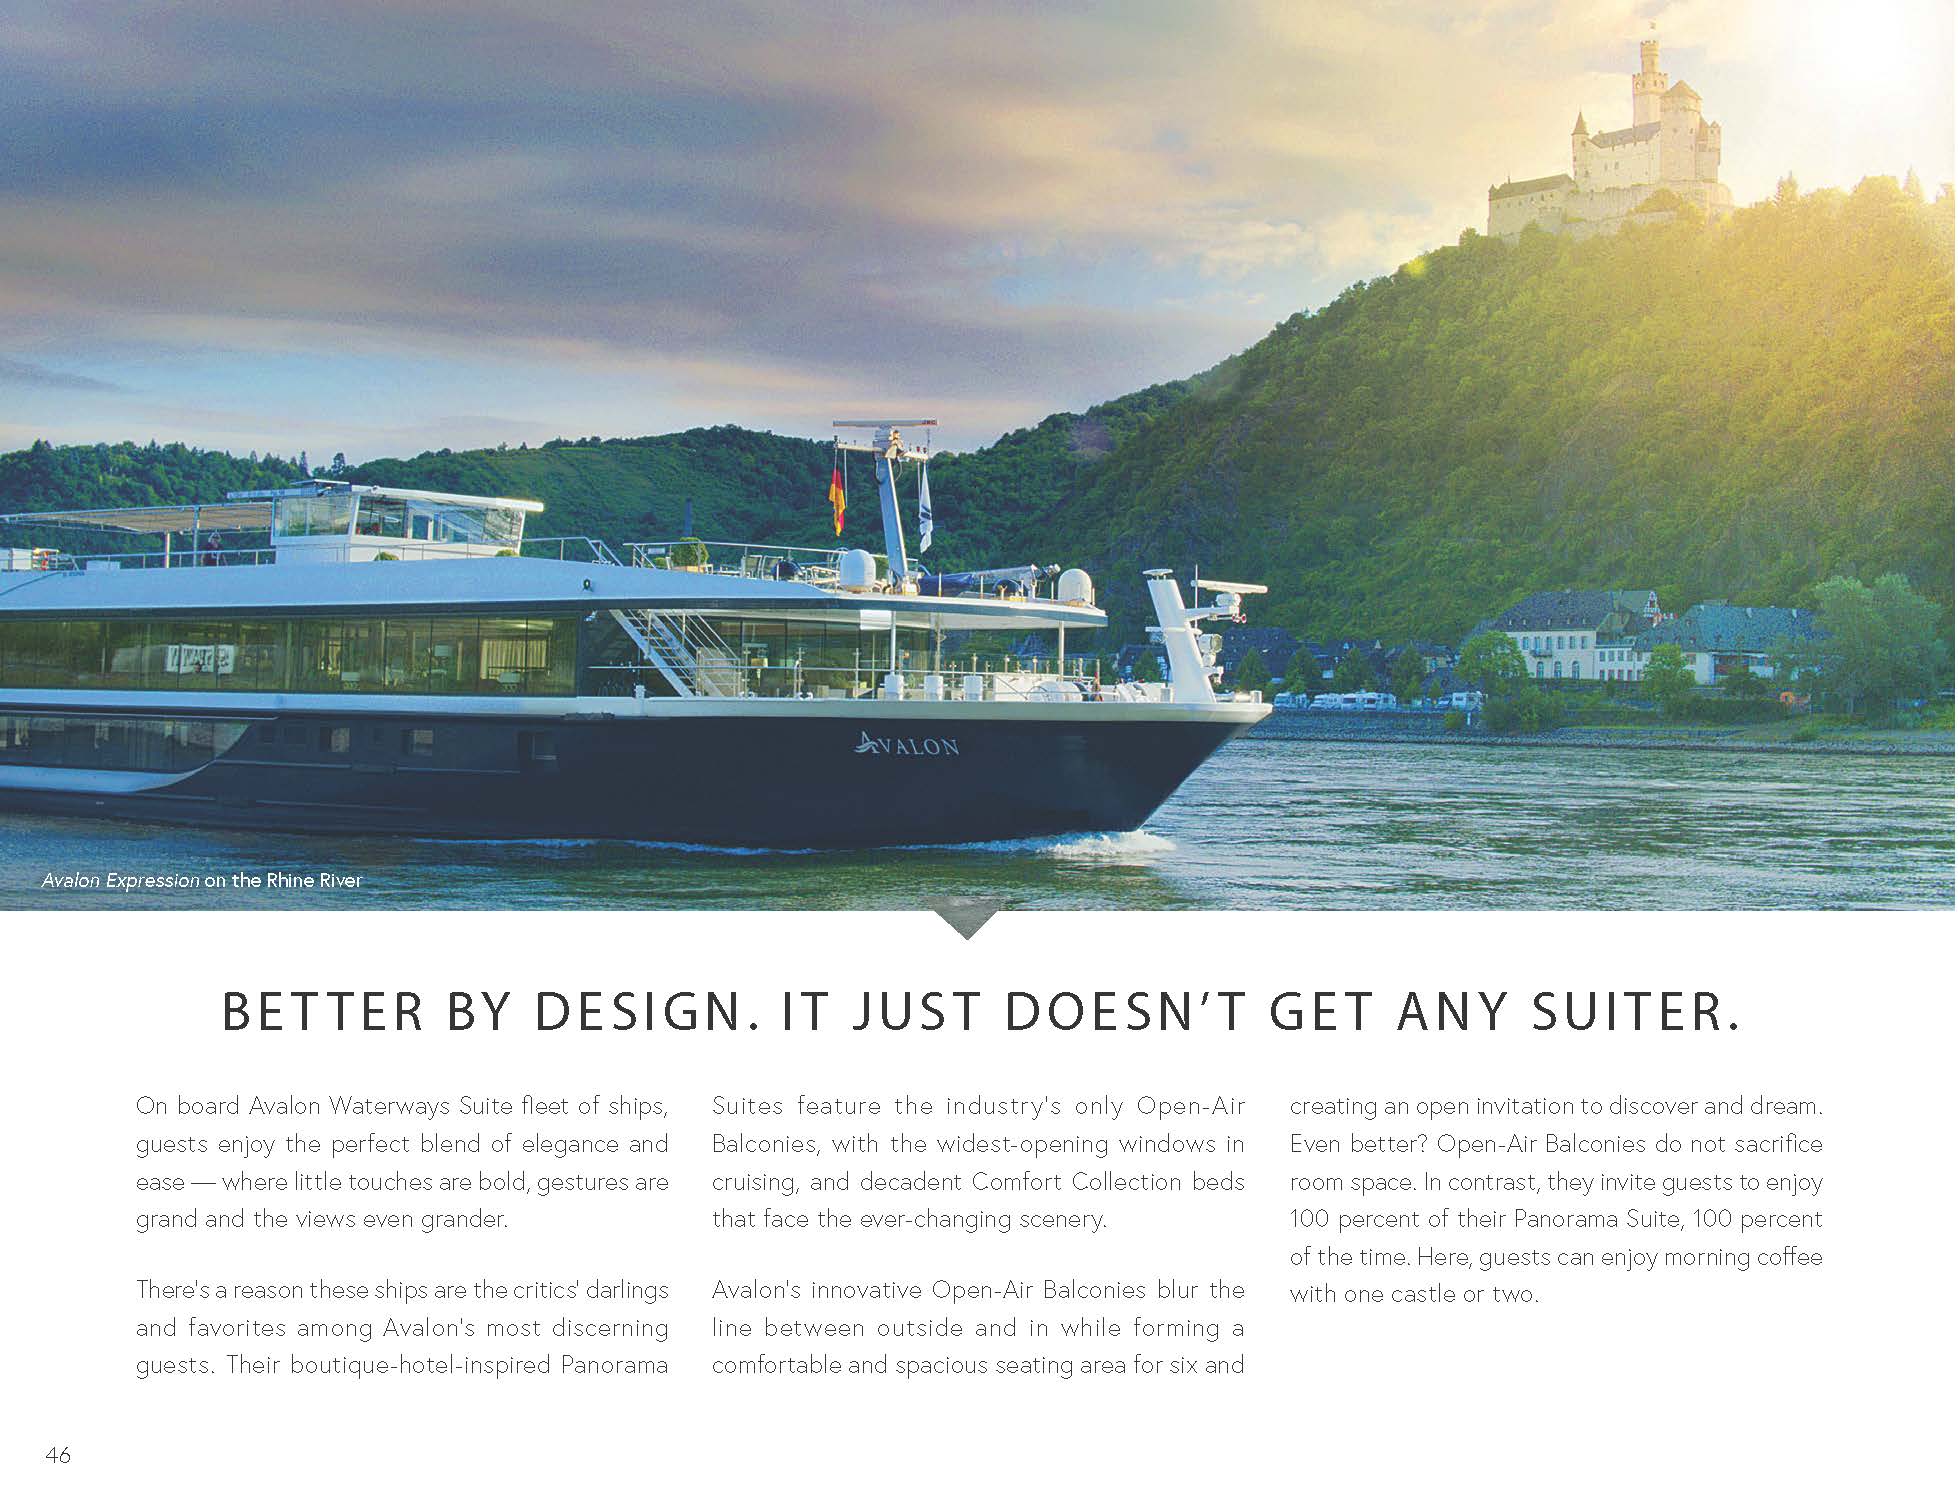 JRC
AVALON
Avalon Expression on the Rhine River
BETTER BY DESIGN. IT JUST DOESN'T GET ANY SUITER.
On board Avalon Waterways Suite fleet of ships,
guests enjoy the perfect blend of elegance and
ease — where little touches are bold, gestures are
grand and the views even grander.
There's a reason these ships are the critics' darlings
and favorites among Avalon's most discerning
guests. Their boutique-hotel-inspired Panorama
Suites feature the industry's only Open-Air
Balconies, with the widest-opening windows in
cruising, and decadent Comfort Collection beds
that face the ever-changing scenery.
Avalon's innovative Open-Air Balconies blur the
line between outside and in while forming a
comfortable and spacious seating area for six and
creating an open invitation to discover and dream.
Even better? Open-Air Balconies do not sacrifice
room space. In contrast, they invite guests to enjoy
100 percent of their Panorama Suite, 100 percent
of the time. Here, guests can enjoy morning coffee
with one castle or two.
46